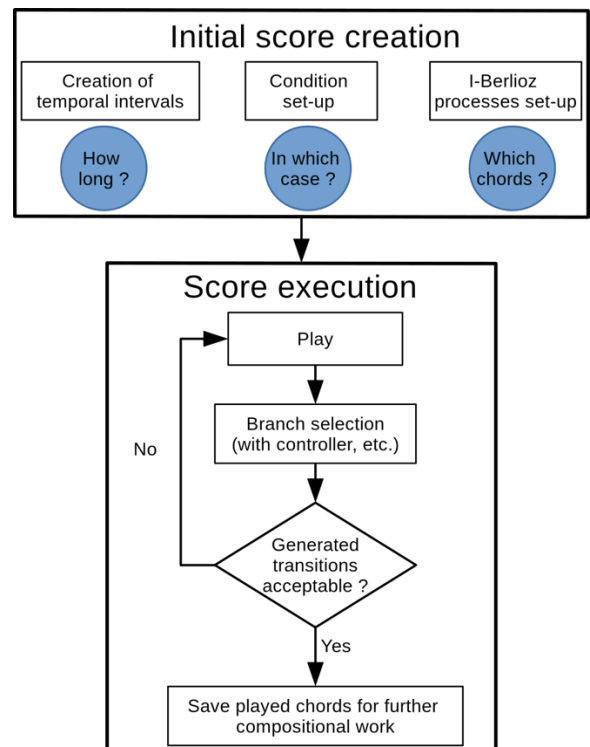 Initial score creation
Creation of
temporal intervals
Condition
set-up
I-Berlioz
processes set-up
How
long ?
In which
case ?
Which
chords ?
Score execution
Play
Branch selection
(with controller, etc.)
No
Generated
transitions
acceptable ?
Yes
Save played chords for further
compositional work